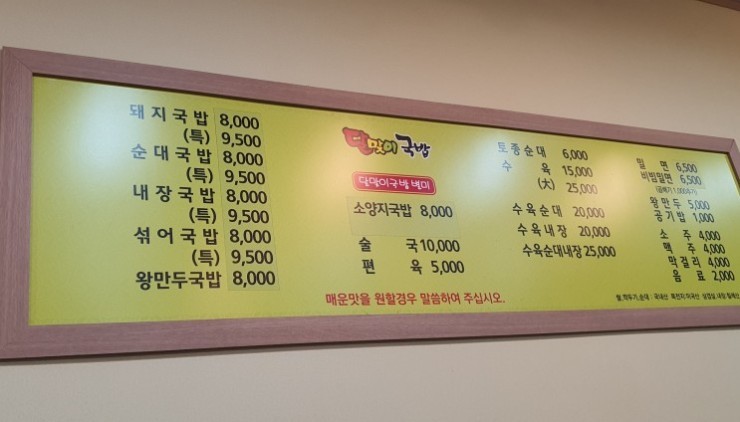 돼지국밥 8,000
(특) 9,500
순대국밥 8,000
(특) 9,500
내장국밥 8,000
(특) 9,500
섞어국밥 8,000
(특) 9,500
왕만두국밥 8,000
맞이 국밥
소양지국밥 8,000
술국 10,000
편육 5,000
매운맛을 원할경우 말씀하여 주십시오.
토종순대 6,000
수육 15,000
(大) 25,000
수육순대 20,000
수육내장 20,000
수육순대내장 25,000
밀면 6,500
비빔밀면 6,500
왕만두 5,000
공기밥 1,000
소주 4,000
맥주 4,000
막걸리 4,000
음료 2,000